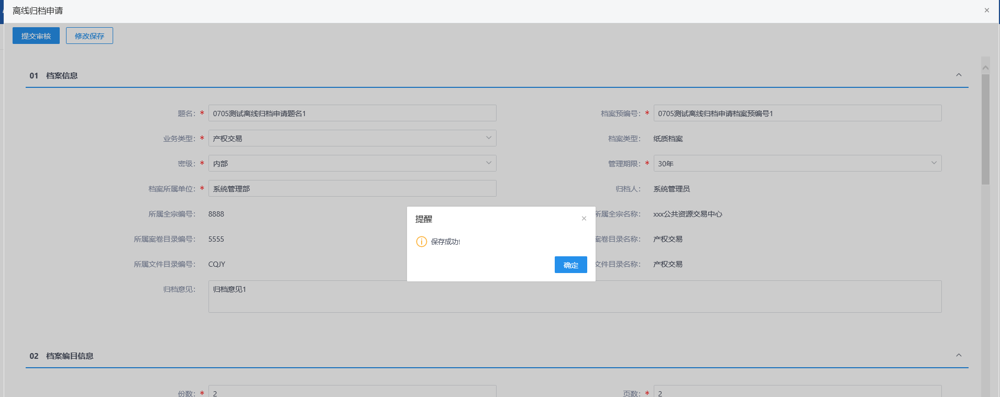 离线归档申请
提交审核 修改保存
01 档案信息
题名：* 0705测试离线归档申请题名1 档案预编号：* 0705测试离线归档申请档案预编号1
业务类型：* 产权交易 档案类型： 纸质档案
密级：* 内部 管理期限：* 30年
档案所属单位：* 系统管理部 归档人： 系统管理员
所属全宗编号： 8888 所属全宗名称： xxx公共资源交易中心
所属案卷目录编号： 5555 案卷目录名称： 产权交易
所属文件目录编号： CQJY 文件目录名称： 产权交易
提醒
保存成功!
确定
归档意见： 归档意见1
02 档案编目信息
份数：* 2 页数：* 2